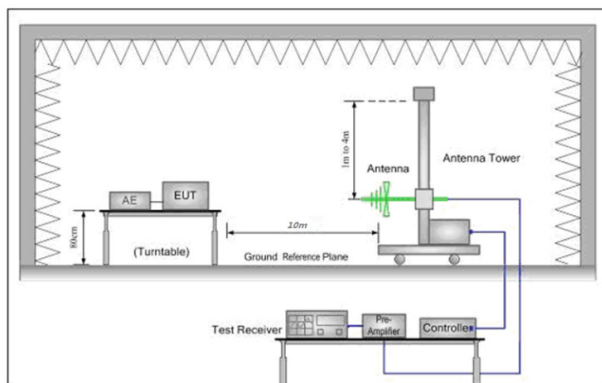 1m to 4m
Antenna
Antenna Tower
AE
EUT
80cm
(Turntable)
10m
Ground Reference Plane
Test Receiver
Pre-
Amplifier
Controller